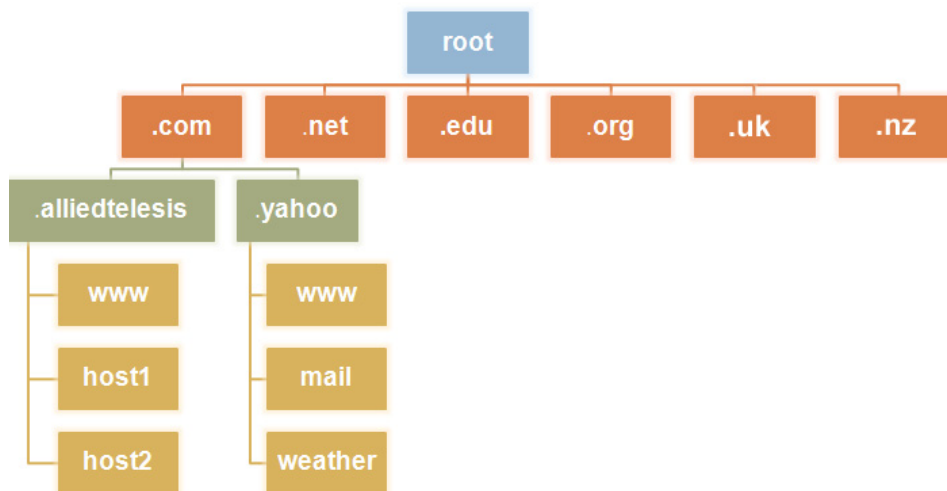 root
.com
.net
.edu
.org
.uk
.nz
.alliedtelesis
.yahoo
www
www
host1
mail
host2
weather